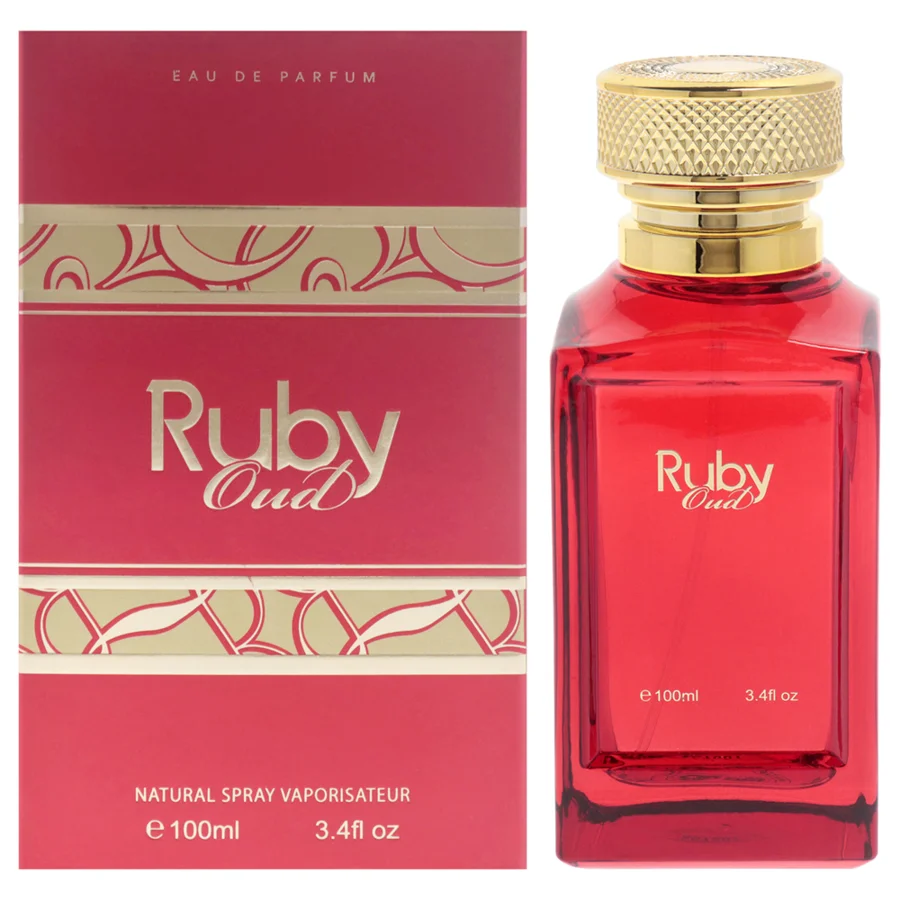 EAU DE PARFUM
Ruby
Oud
NATURAL SPRAY VAPORISATEUR
℮100ml 3.4fl oz
Ruby
Oud
℮100ml 3.4fl oz